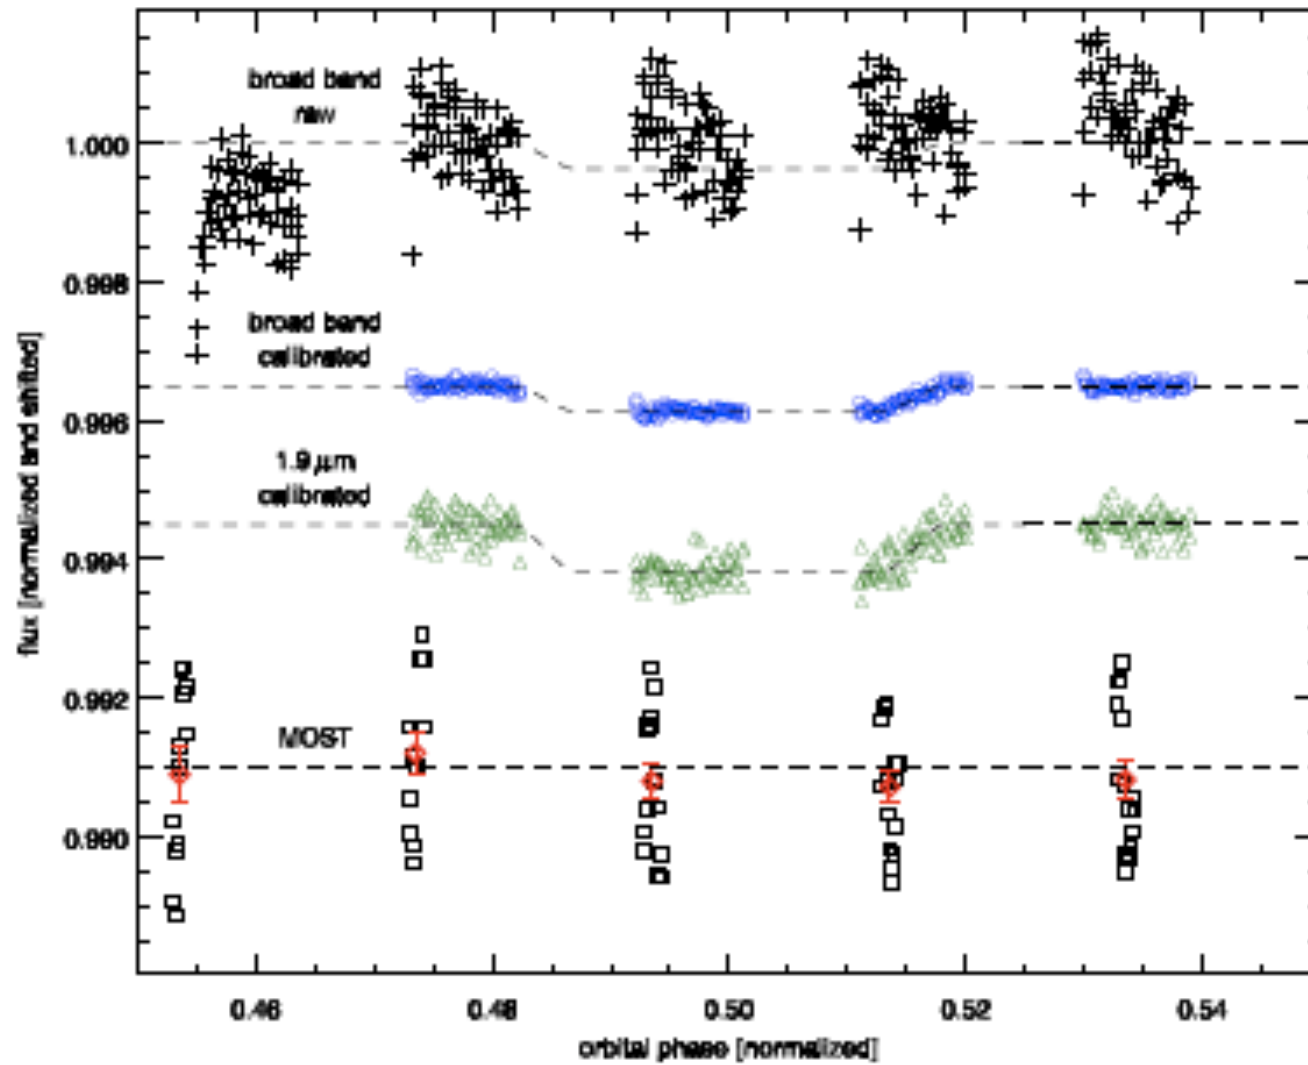 broad band
raw
1.000
0.998
broad band
calibrated
0.996
1.9 μm
calibrated
0.994
0.992
MOST
0.990
flux [normalized and shifted]
0.46 0.48 0.50 0.52 0.54
orbital phase [normalized]